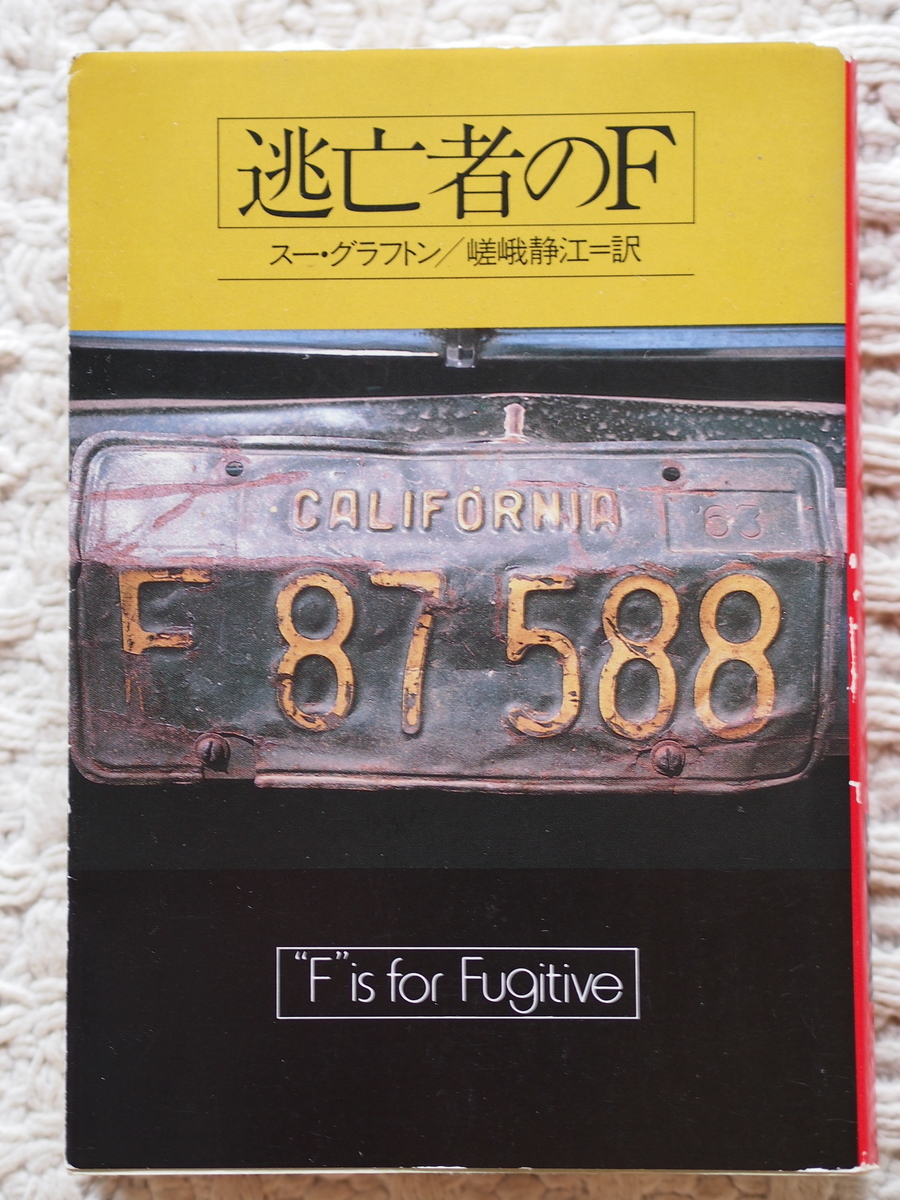 逃亡者のF
スー・グラフトン／嵯峨静江=訳
CALIFORNIA '63
F 87 588
“F” is for Fugitive